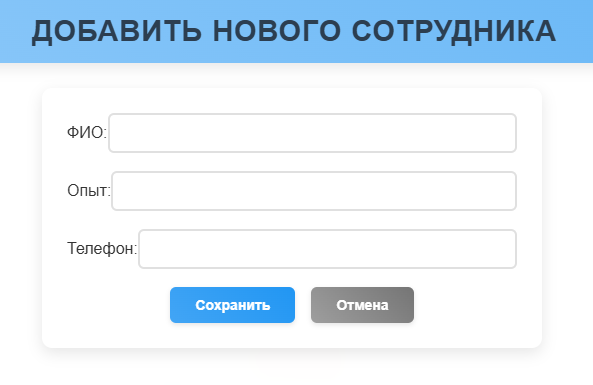 ДОБАВИТЬ НОВОГО СОТРУДНИКА
ФИО:
Опыт:
Телефон:
Сохранить Отмена